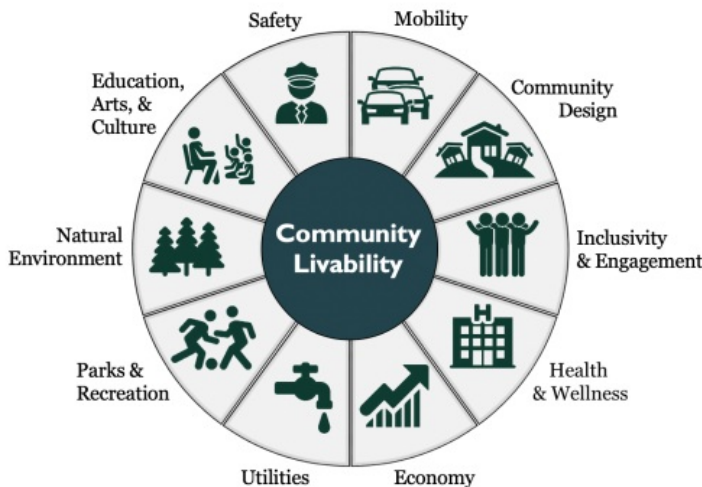 Safety
Mobility
Education,
Arts, &
Culture
Community
Design
Community
Livability
Natural
Environment
Inclusivity
& Engagement
Parks &
Recreation
H
Health
& Wellness
Utilities
Economy